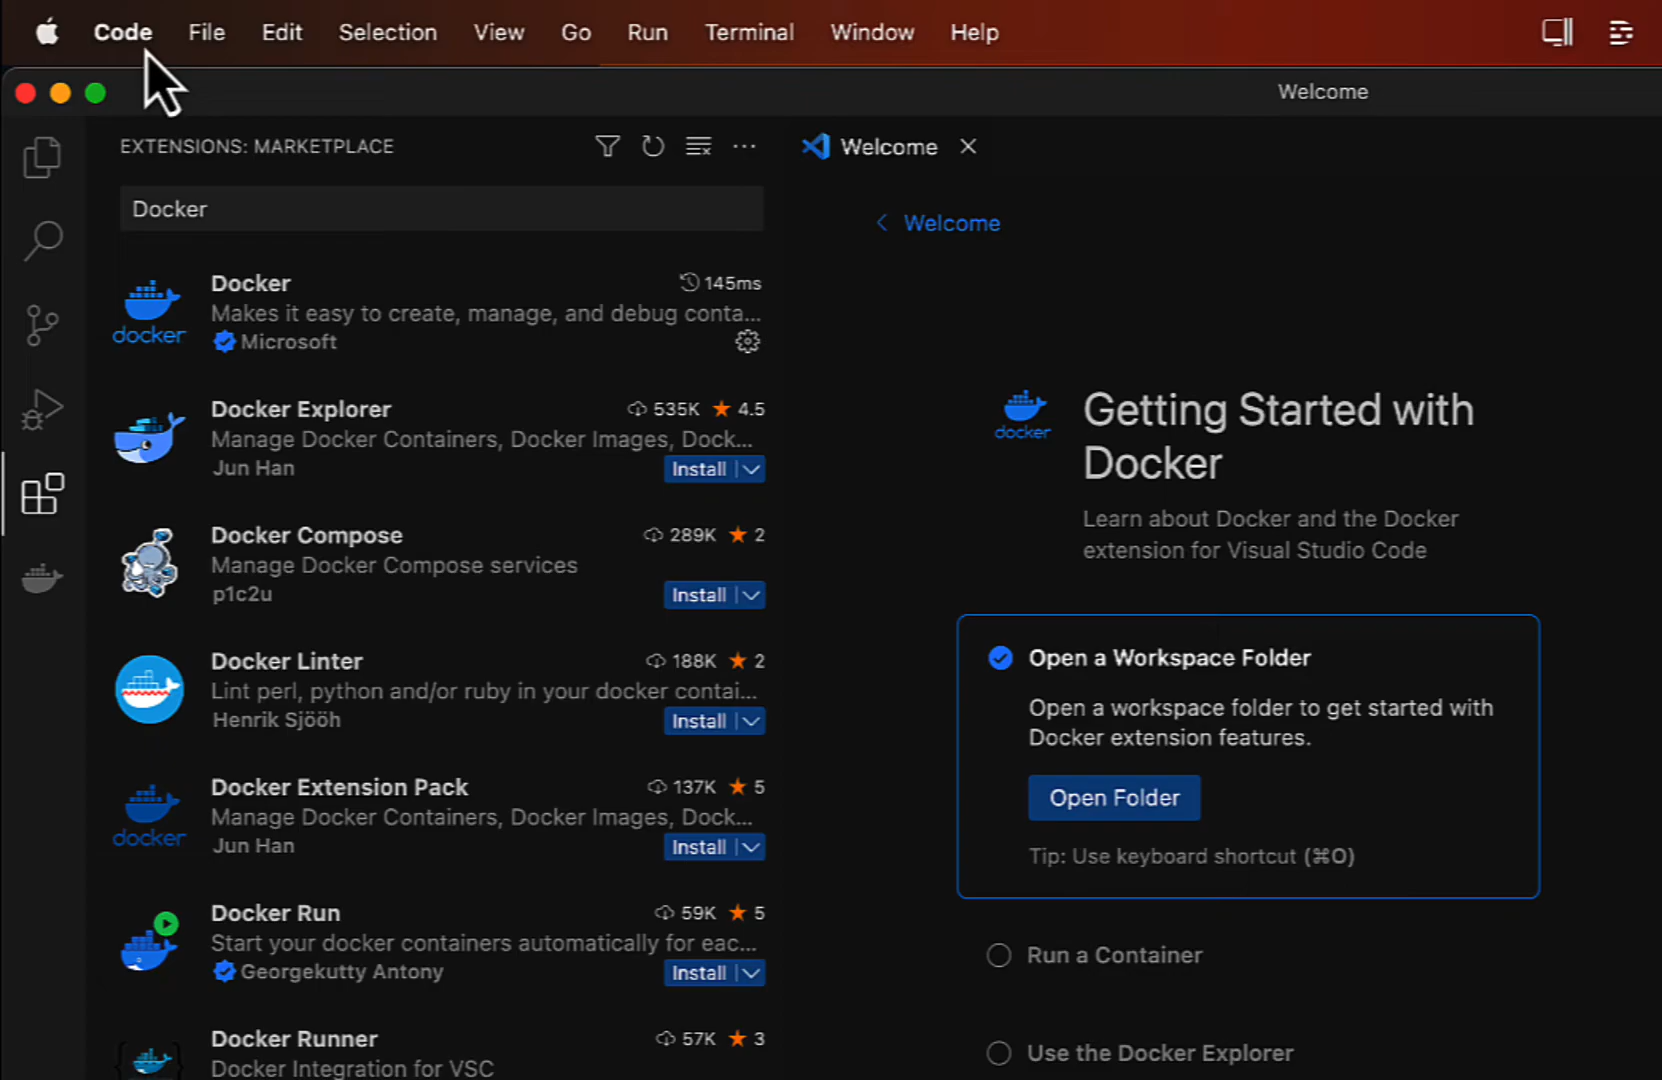 Code File Edit Selection View Go Run Terminal Window Help
Welcome
EXTENSIONS: MARKETPLACE
Welcome
Docker
Welcome
docker
Docker 145ms
Makes it easy to create, manage, and debug conta...
Microsoft
Docker Explorer 535K 4.5
Manage Docker Containers, Docker Images, Dock...
Jun Han Install
Docker Compose 289K 2
Manage Docker Compose services
p1c2u Install
Docker Linter 188K 2
Lint perl, python and/or ruby in your docker contai...
Henrik Sjööh Install
docker
Docker Extension Pack 137K 5
Manage Docker Containers, Docker Images, Dock...
Jun Han Install
Docker Run 59K 5
Start your docker containers automatically for eac...
Georgekutty Antony Install
Docker Runner 57K 3
Docker Integration for VSC
docker
Getting Started with
Docker
Learn about Docker and the Docker
extension for Visual Studio Code
Open a Workspace Folder
Open a workspace folder to get started with
Docker extension features.
Open Folder
Tip: Use keyboard shortcut (⌘O)
Run a Container
Use the Docker Explorer